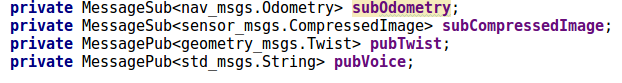 private MessageSub<nav_msgs.Odometry> subOdometry;
private MessageSub<sensor_msgs.CompressedImage> subCompressedImage;
private MessagePub<geometry_msgs.Twist> pubTwist;
private MessagePub<std_msgs.String> pubVoice;